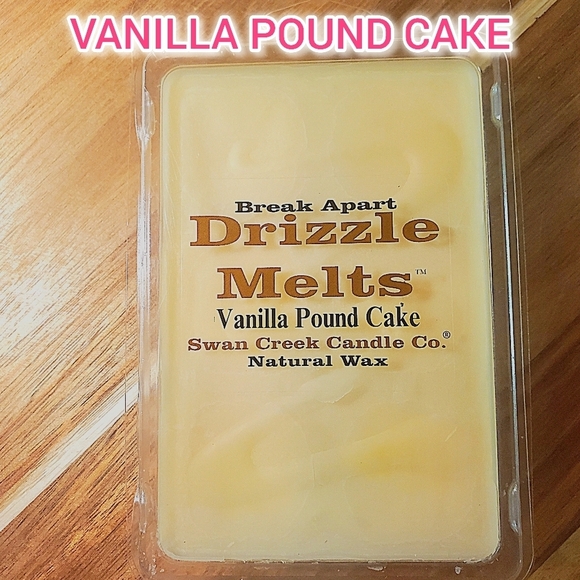 VANILLA POUND CAKE
Break Apart
Drizzle
Melts™
Vanilla Pound Cake
Swan Creek Candle Co.®
Natural Wax